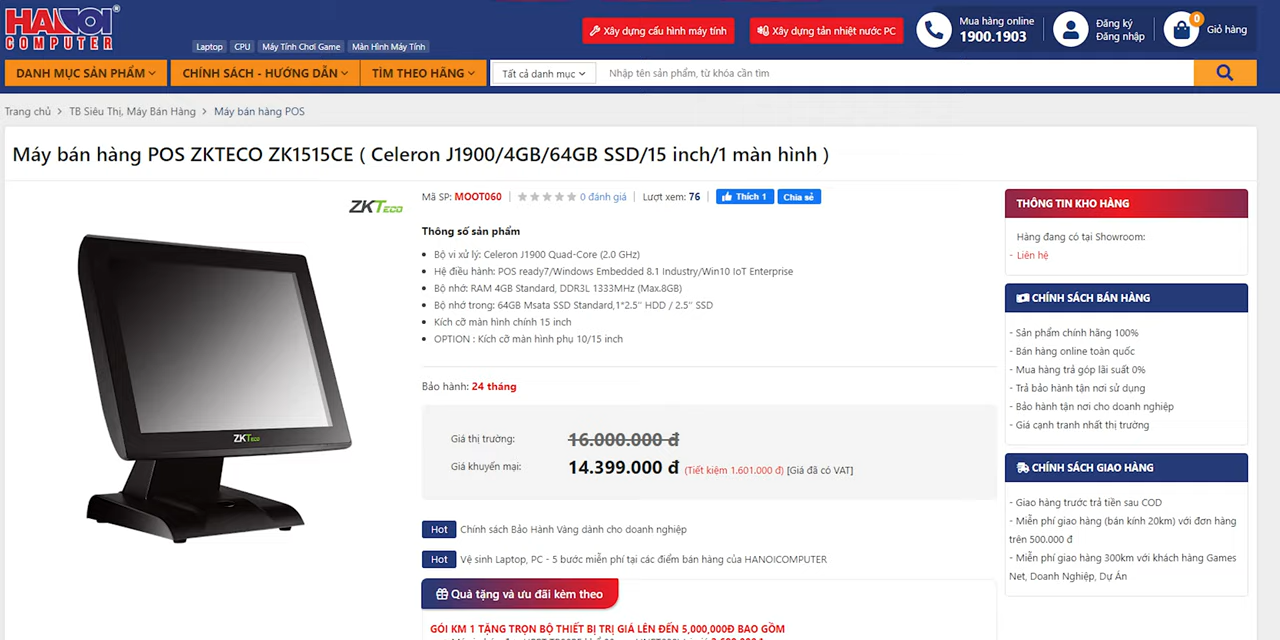 HANOI®
COMPUTER
Laptop CPU Máy Tính Chơi Game Màn Hình Máy Tính
Xây dựng cấu hình máy tính
Xây dựng tản nhiệt nước PC
Mua hàng online
1900.1903
Đăng ký
Đăng nhập
0
Giỏ hàng
DANH MỤC SẢN PHẨM
CHÍNH SÁCH - HƯỚNG DẪN
TÌM THEO HÃNG
Tất cả danh mục
Nhập tên sản phẩm, từ khóa cần tìm
Trang chủ > TB Siêu Thị, Máy Bán Hàng > Máy bán hàng POS
Máy bán hàng POS ZKTECO ZK1515CE ( Celeron J1900/4GB/64GB SSD/15 inch/1 màn hình )
ZKTeco
ZKTeco
Mã SP: MOOT060 | 0 đánh giá | Lượt xem: 76 | Thích 1 Chia sẻ
Thông số sản phẩm
Bộ vi xử lý: Celeron J1900 Quad-Core (2.0 GHz)
Hệ điều hành: POS ready7/Windows Embedded 8.1 Industry/Win10 IoT Enterprise
Bộ nhớ: RAM 4GB Standard, DDR3L 1333MHz (Max.8GB)
Bộ nhớ trong: 64GB Msata SSD Standard,1*2.5'' HDD / 2.5'' SSD
Kích cỡ màn hình chính 15 inch
OPTION : Kích cỡ màn hình phụ 10/15 inch
Bảo hành: 24 tháng
Giá thị trường: 16.000.000 đ
Giá khuyến mại: 14.399.000 đ (Tiết kiệm 1.601.000 đ) [Giá đã có VAT]
Hot Chính sách Bảo Hành Vàng dành cho doanh nghiệp
Hot Vệ sinh Laptop, PC - 5 bước miễn phí tại các điểm bán hàng của HANOICOMPUTER
Quà tặng và ưu đãi kèm theo
GÓI KM 1 TẶNG TRỌN BỘ THIẾT BỊ TRỊ GIÁ LÊN ĐẾN 5,000,000Đ BAO GỒM
THÔNG TIN KHO HÀNG
Hàng đang có tại Showroom:
- Liên hệ
CHÍNH SÁCH BÁN HÀNG
- Sản phẩm chính hãng 100%
- Bán hàng online toàn quốc
- Mua hàng trả góp lãi suất 0%
- Trả bảo hành tận nơi sử dụng
- Bảo hành tận nơi cho doanh nghiệp
- Giá cạnh tranh nhất thị trường
CHÍNH SÁCH GIAO HÀNG
- Giao hàng trước trả tiền sau COD
- Miễn phí giao hàng (bán kính 20km) với đơn hàng
trên 500.000 đ
- Miễn phí giao hàng 300km với khách hàng Games
Net, Doanh Nghiệp, Dự Án